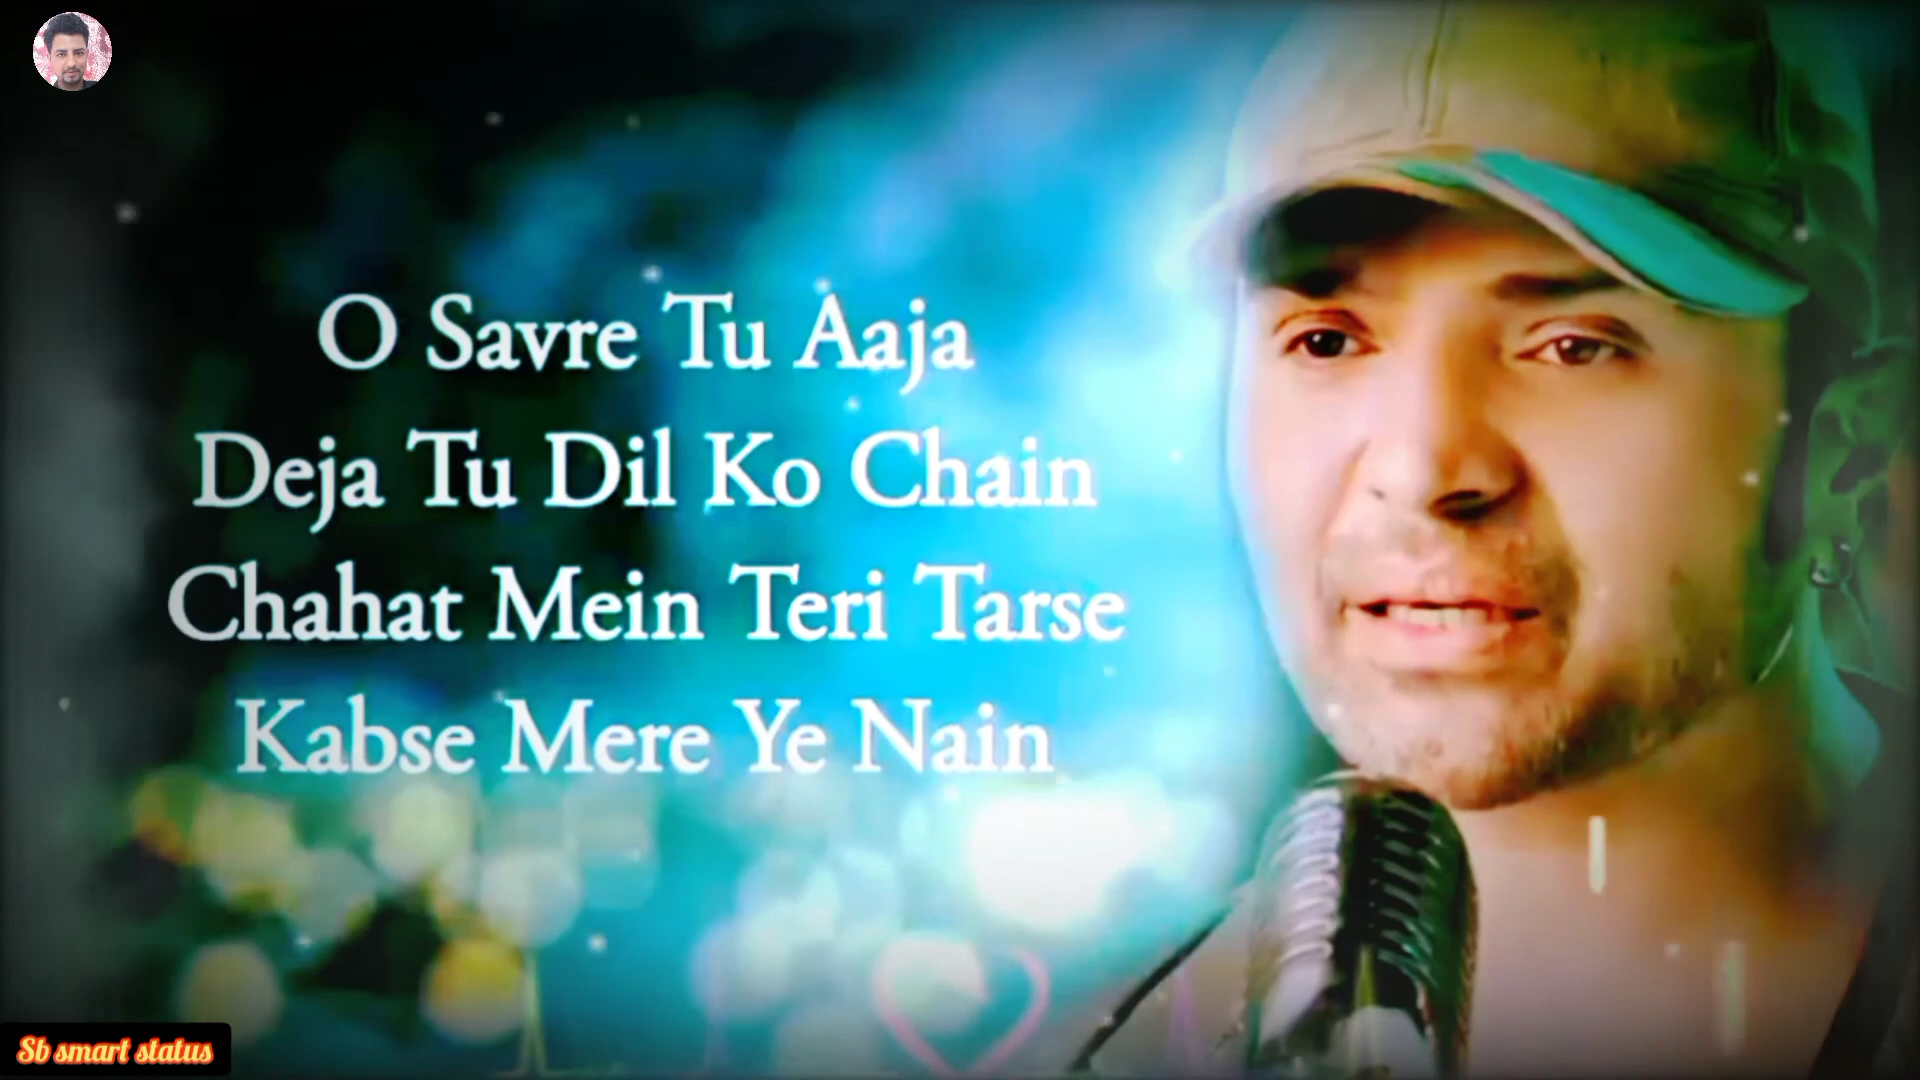 O Savre Tu Aaja
Deja Tu Dil Ko Chain
Chahat Mein Teri Tarse
Kabse Mere Ye Nain
Sb smart status